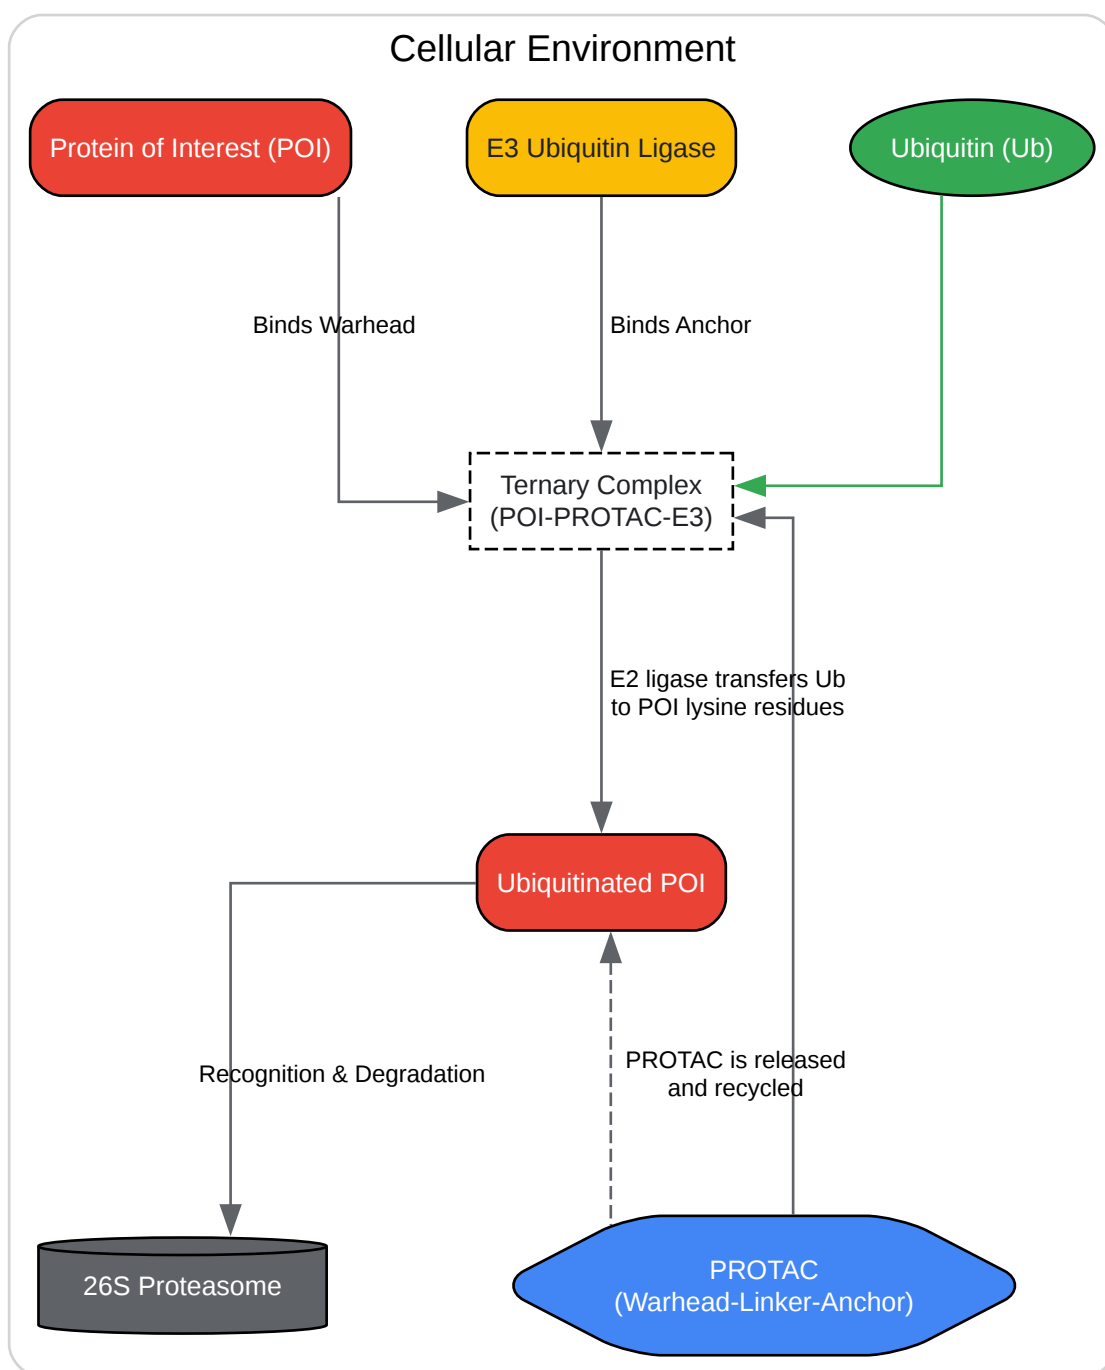 Cellular Environment
Protein of Interest (POI)
E3 Ubiquitin Ligase
Ubiquitin (Ub)
Binds Warhead
Binds Anchor
Ternary Complex
(POI-PROTAC-E3)
E2 ligase transfers Ub
to POI lysine residues
Ubiquitinated POI
Recognition & Degradation
PROTAC is released
and recycled
26S Proteasome
PROTAC
(Warhead-Linker-Anchor)